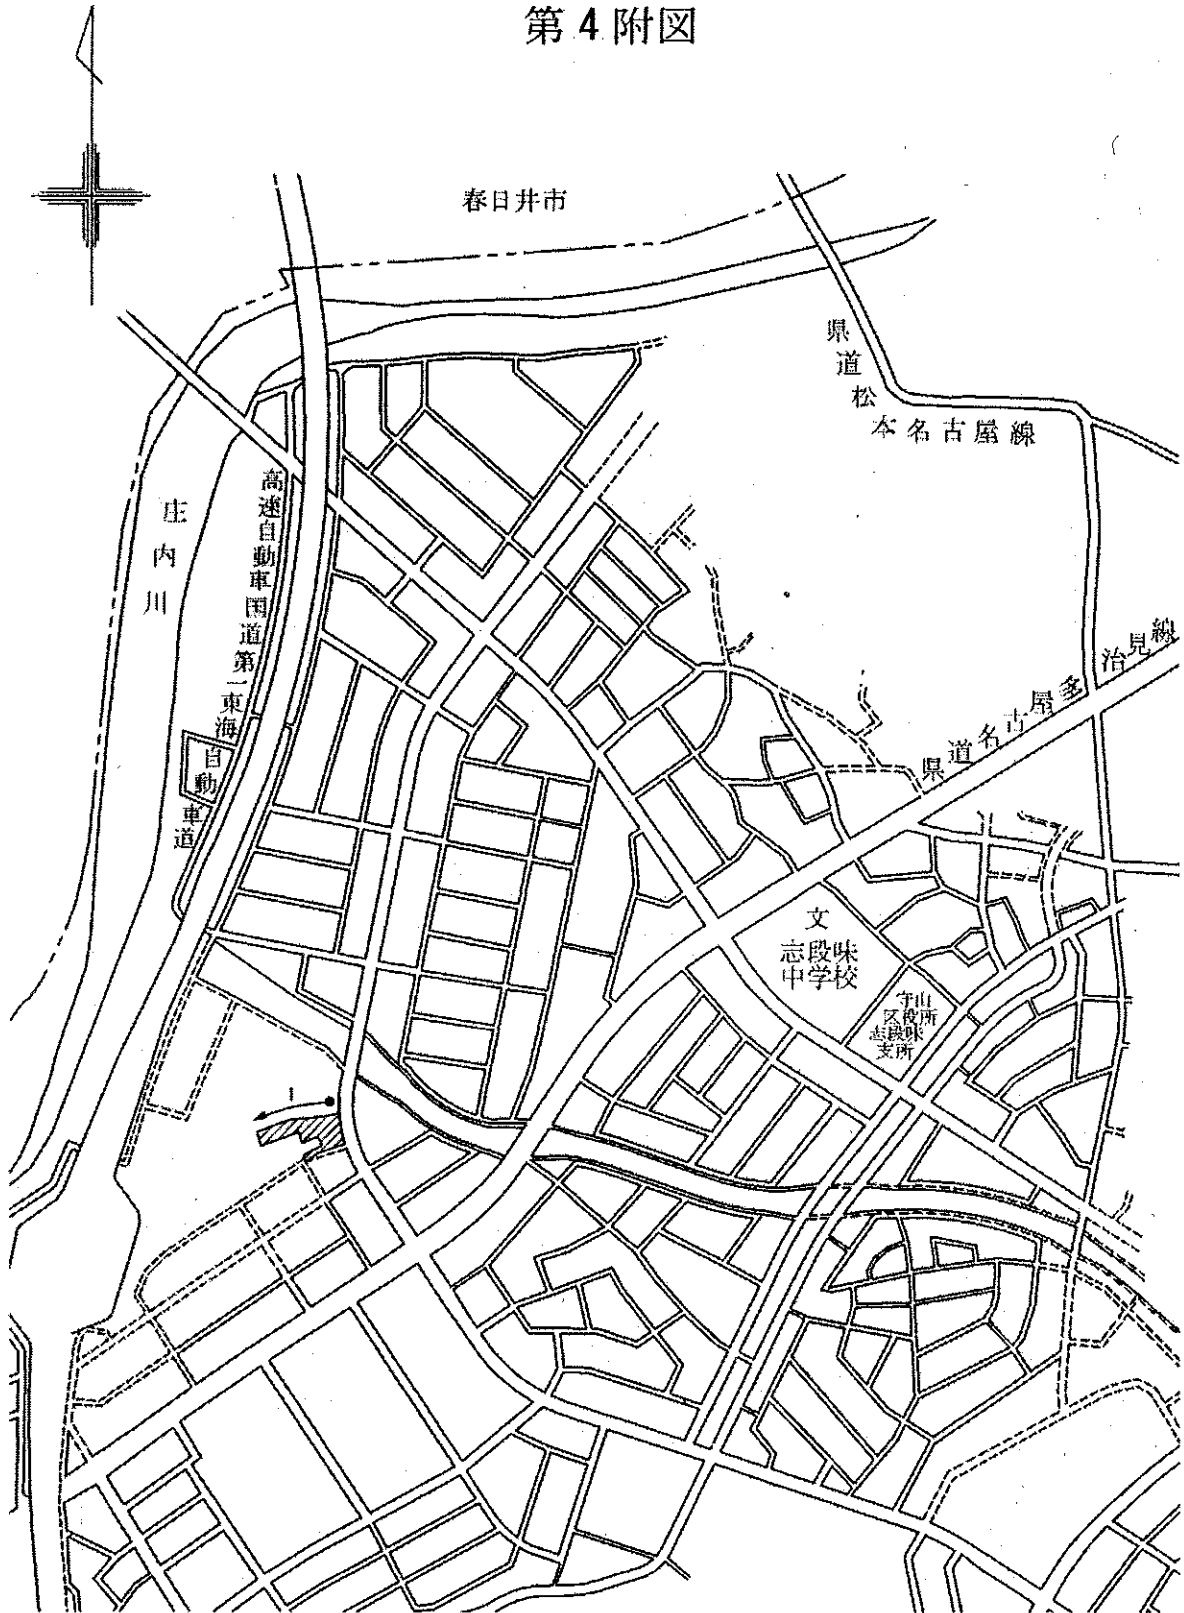 第4附図
春日井市
県道松本名古屋線
庄内川
高速自動車国道第一東海自動車道
県道名古屋多治見線
文
志段味
中学校
守山
区役所
志段味
支所
1